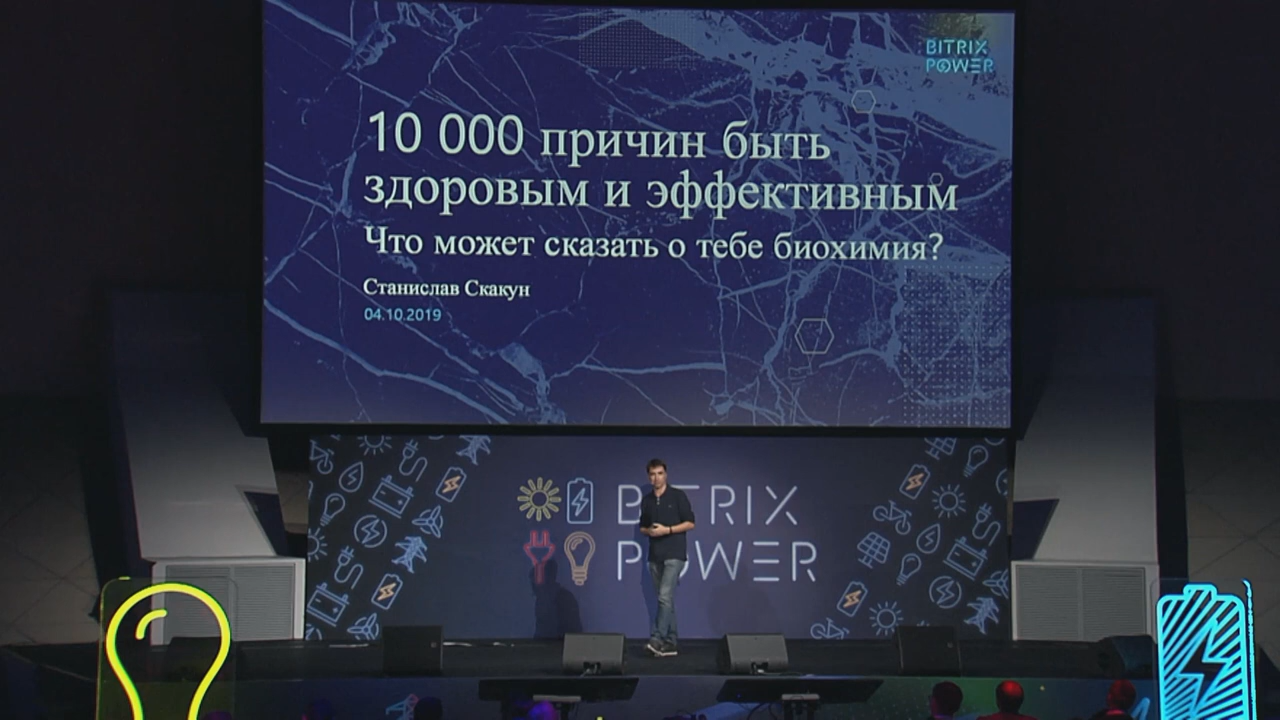 BITRIX
POWER
10 000 причин быть
здоровым и эффективным
Что может сказать о тебе биохимия?
Станислав Скакун
04.10.2019
BITRIX
POWER